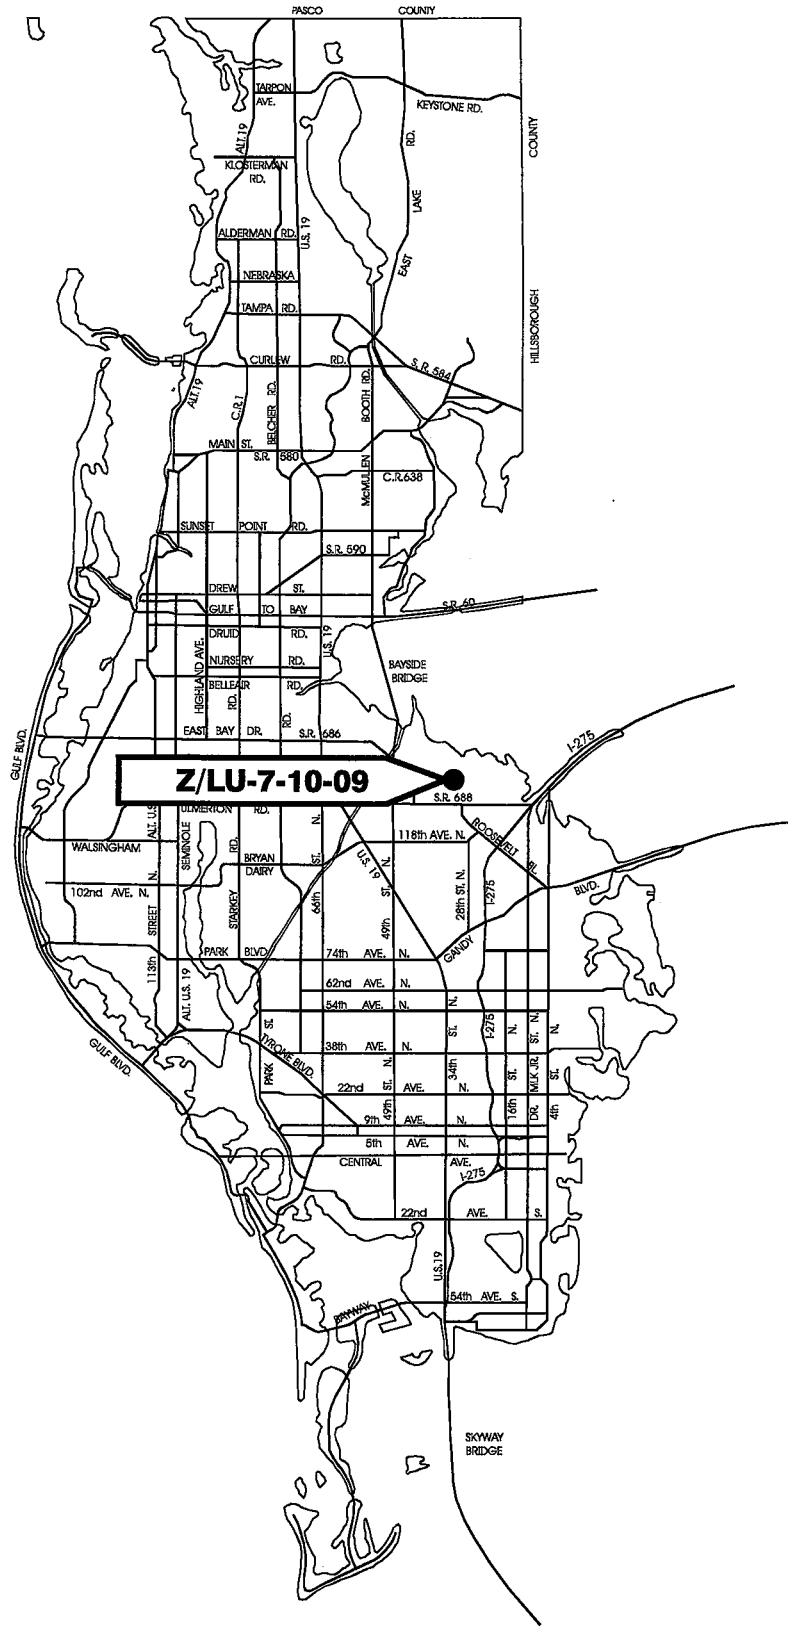 PASCO COUNTY
TARPON
AVE.
KEYSTONE RD.
COUNTY
ALT.19
RD.
KLOSTERMAN
RD.
LAKE
U.S. 19
ALDERMAN RD.
EAST
NEBRASKA
TAMPA RD.
HILLSBOROUGH
CURLEW RD.
S. R. 584
ALT.19
C.R.1
BELCHER RD.
BOOTH RD.
MAIN ST.
S.R. 580
McMULLEN
C.R.638
SUNSET POINT RD.
S.R. 590
DREW ST.
GULF TO BAY
S.R. 60
DRUID RD.
U.S. 19
HIGHLAND AVE.
NURSERY RD.
BAYSIDE
BRIDGE
BELLEAIR RD.
RD.
RD.
GULF BLVD.
EAST BAY DR. S.R. 686
I-275
Z/LU-7-10-09
S.R. 688
ALT. U.S
ULMERTON RD.
N.
ROOSEVELT BL.
118th AVE. N.
WALSINGHAM
SEMINOLE
RD.
BRYAN
DAIRY
ST.
U.S. 19
N.
102nd AVE. N.
N.
STARKEY
66th
ST.
28th ST. N.
I-275
BLVD.
STREET
49th
GANDY
PARK BLVD
74th AVE. N.
113th
ALT. U.S. 19
62nd AVE. N.
54th AVE. N.
N.
GULF BLVD.
ST.
TYRONE BLVD.
38th AVE. N.
ST.
I-275
N.
ST. N.
N.
PARK
N.
34th
22nd AVE. N.
ST.
MLK JR.
ST.
49th ST.
16th
DR.
4th
9th AVE. N.
5th AVE. N.
CENTRAL AVE.
I-275
22nd AVE. S.
U.S.19
54th AVE. S.
BAYWAY
SKYWAY
BRIDGE